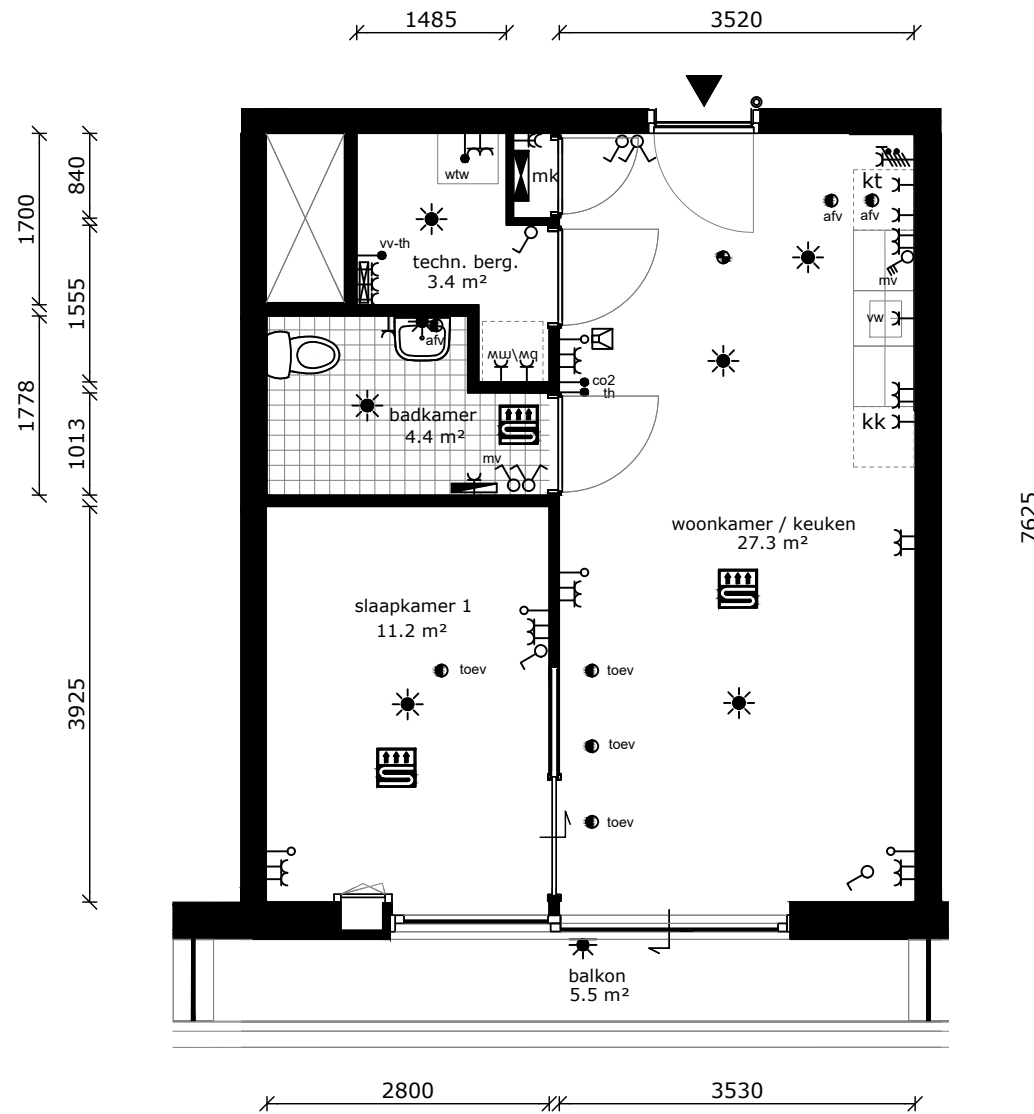 1485
3520
840
1700
1555
1778
1013
3925
7625
wtw
mk
kt
afv
afv
vv-th
techn. berg.
3.4 m²
mv
vw
afv
wm\wd
co2
th
badkamer
4.4 m²
kk
mv
woonkamer / keuken
27.3 m²
slaapkamer 1
11.2 m²
toev
toev
toev
toev
balkon
5.5 m²
2800
3530